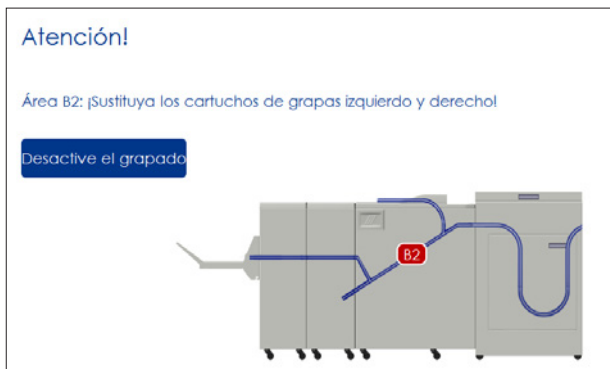 Atención!
Área B2: ¡Sustituya los cartuchos de grapas izquierdo y derecho!
Desactive el grapado
B2